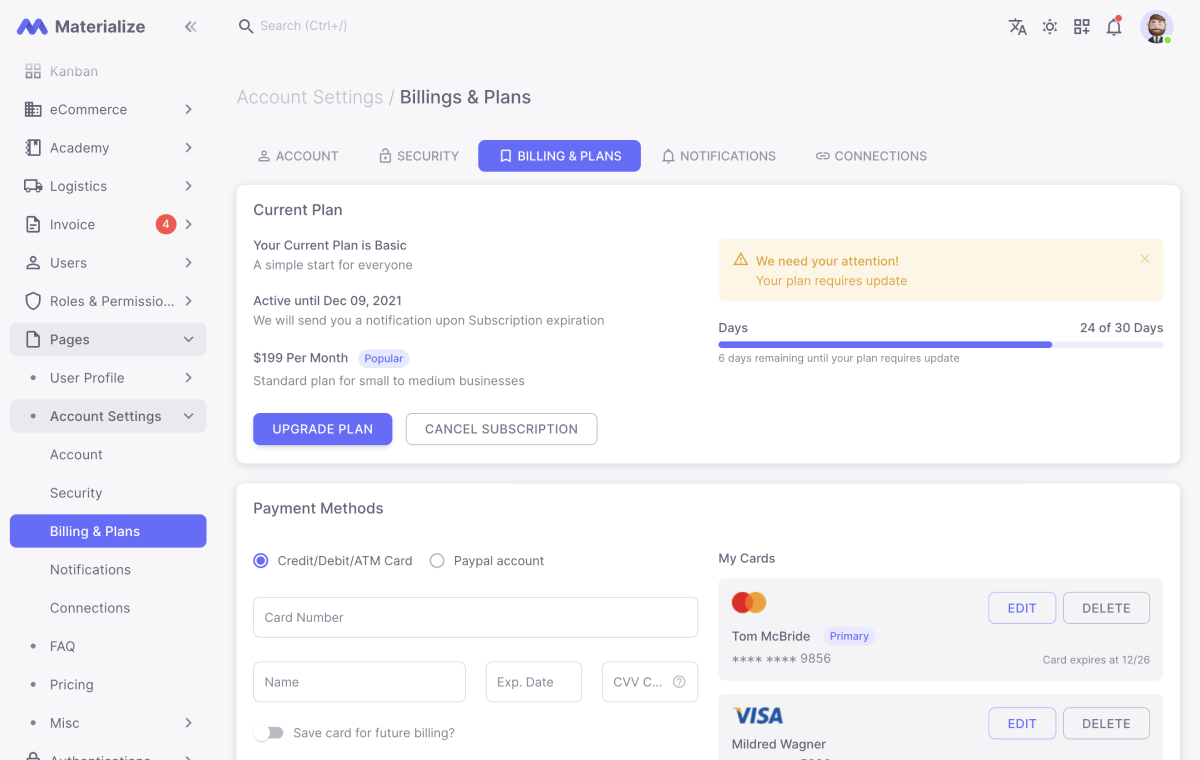 Materialize
Search (Ctrl+/)
Kanban
eCommerce
Academy
Logistics
Invoice
4
Users
Roles & Permissio...
Pages
User Profile
Account Settings
Account
Security
Billing & Plans
Notifications
Connections
FAQ
Pricing
Misc
Account Settings / Billings & Plans
ACCOUNT
SECURITY
BILLING & PLANS
NOTIFICATIONS
CONNECTIONS
Current Plan
Your Current Plan is Basic
A simple start for everyone
Active until Dec 09, 2021
We will send you a notification upon Subscription expiration
$199 Per Month Popular
Standard plan for small to medium businesses
UPGRADE PLAN
CANCEL SUBSCRIPTION
We need your attention!
Your plan requires update
Days 24 of 30 Days
6 days remaining until your plan requires update
Payment Methods
Credit/Debit/ATM Card
Paypal account
Card Number
Name
Exp. Date
CVV C...
Save card for future billing?
My Cards
EDIT
DELETE
Tom McBride Primary
**** **** 9856
Card expires at 12/26
VISA
EDIT
DELETE
Mildred Wagner